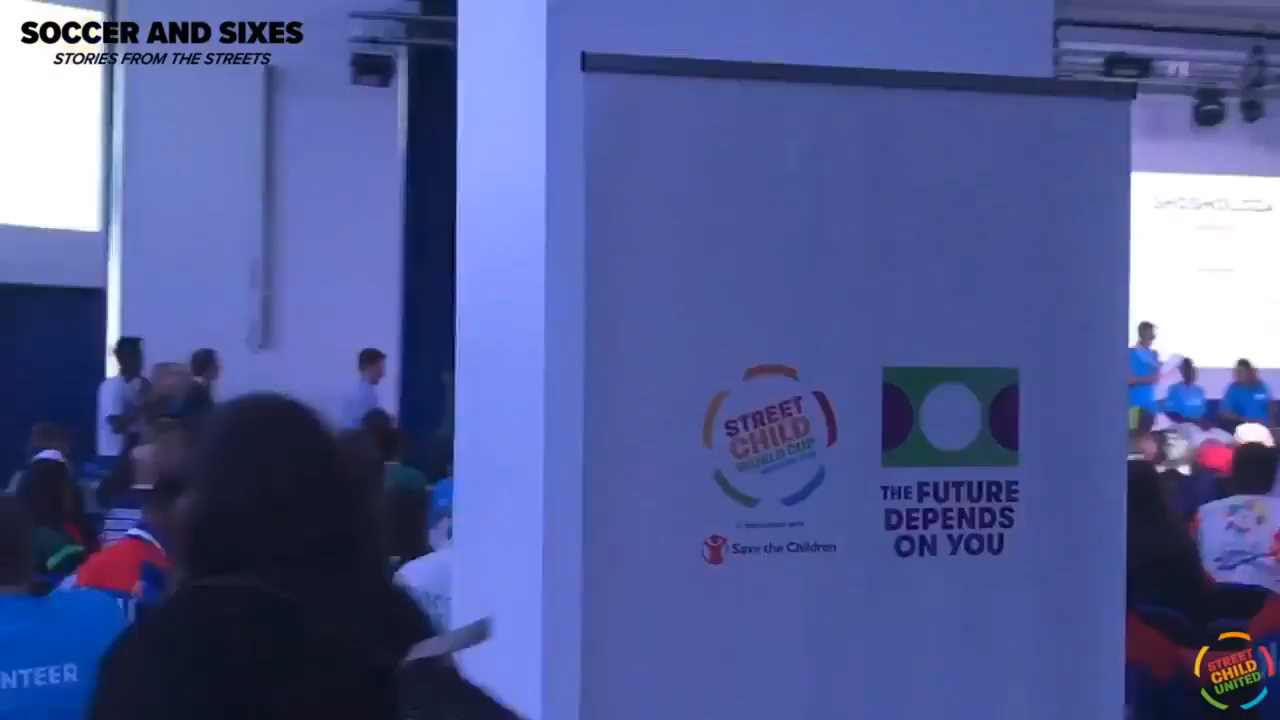 SOCCER AND SIXES
STORIES FROM THE STREETS
STREET
CHILD
WORLD CUP
Save the Children
THE FUTURE
DEPENDS
ON YOU
NTEER
STREET
CHILD
UNITED